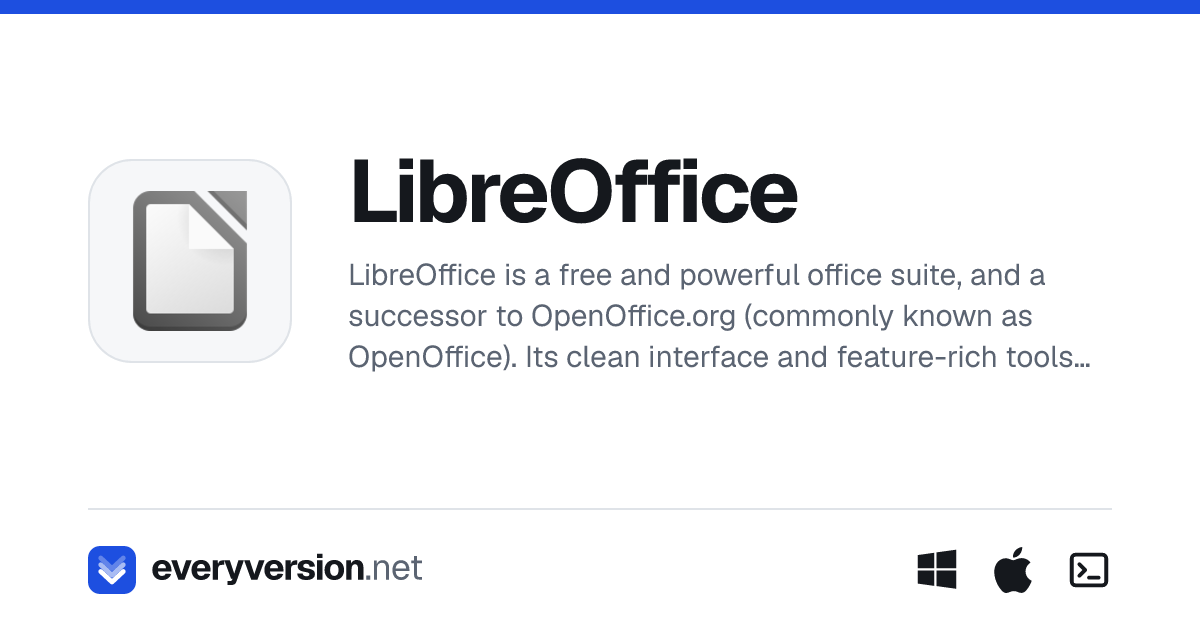 LibreOffice
LibreOffice is a free and powerful office suite, and a
successor to OpenOffice.org (commonly known as
OpenOffice). Its clean interface and feature-rich tools...
everyversion.net